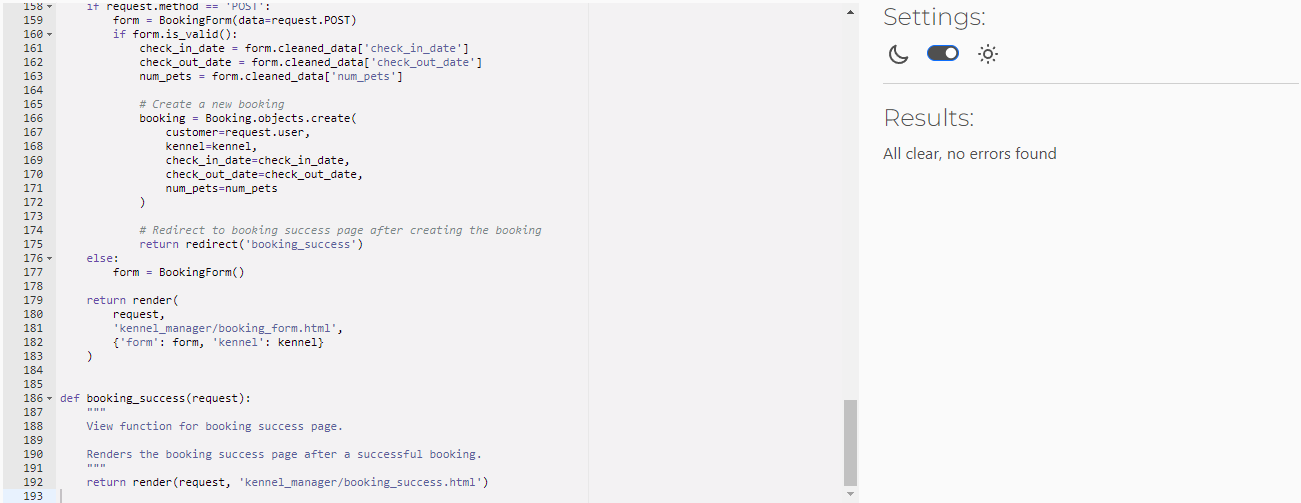 158 if request.method == 'POST':
159 form = BookingForm(data=request.POST)
160 if form.is_valid():
161 check_in_date = form.cleaned_data['check_in_date']
162 check_out_date = form.cleaned_data['check_out_date']
163 num_pets = form.cleaned_data['num_pets']
164
165 # Create a new booking
166 booking = Booking.objects.create(
167 customer=request.user,
168 kennel=kennel,
169 check_in_date=check_in_date,
170 check_out_date=check_out_date,
171 num_pets=num_pets
172 )
173
174 # Redirect to booking success page after creating the booking
175 return redirect('booking_success')
176 else:
177 form = BookingForm()
178
179 return render(
180 request,
181 'kennel_manager/booking_form.html',
182 {'form': form, 'kennel': kennel}
183 )
184
185
186 def booking_success(request):
187 """
188 View function for booking success page.
189
190 Renders the booking success page after a successful booking.
191 """
192 return render(request, 'kennel_manager/booking_success.html')
193
Settings:
Results:
All clear, no errors found